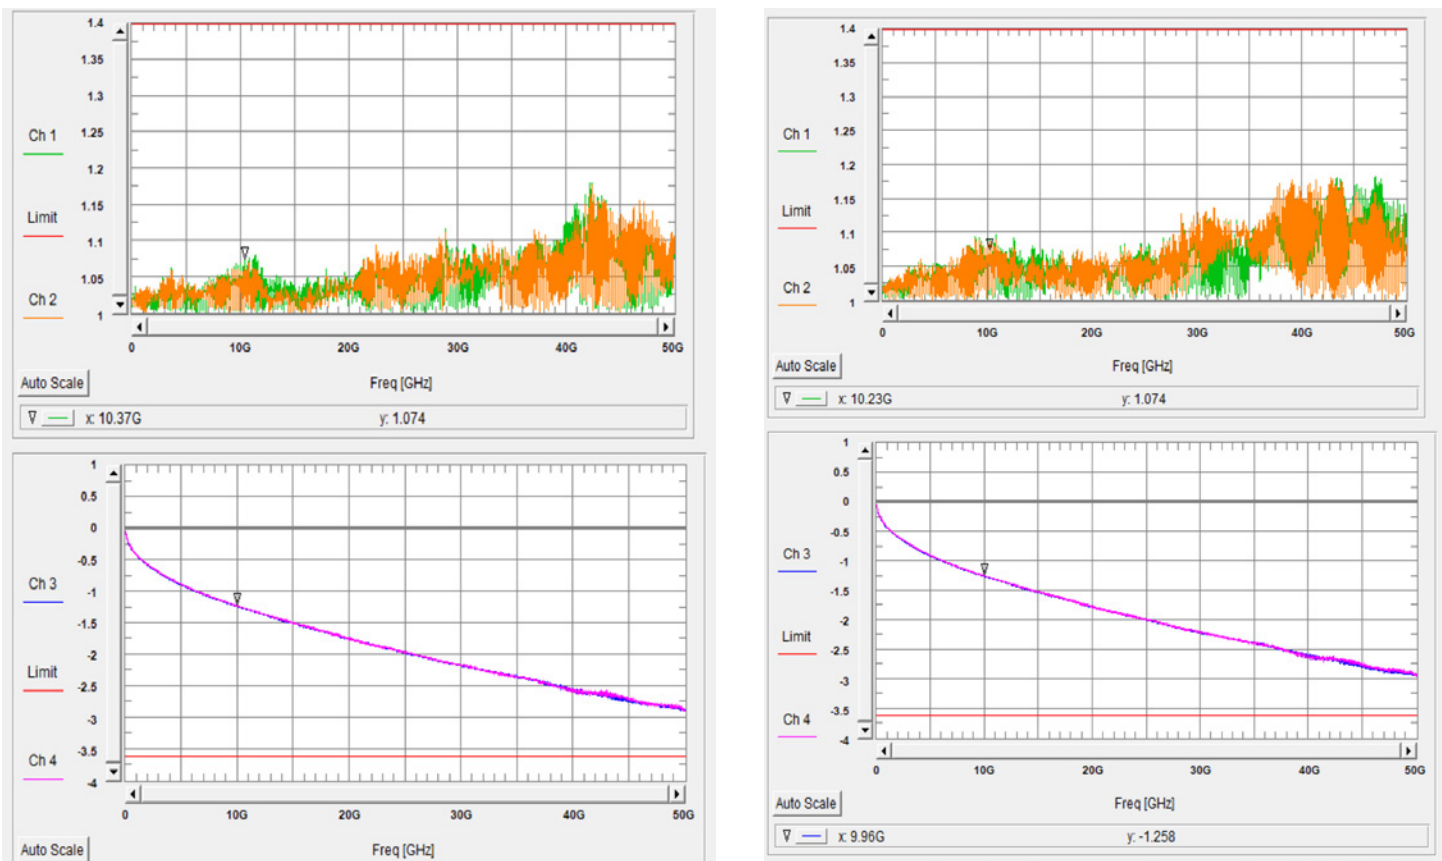 1.4
1.35
1.3
Ch 1
1.25
1.2
1.15
Limit
1.1
1.05
Ch 2
1
0 10G 20G 30G 40G 50G
Auto Scale
Freq [GHz]
x: 10.37G y: 1.074
1
0.5
0
-0.5
Ch 3
-1
-1.5
-2
Limit
-2.5
-3
-3.5
Ch 4
-4
0 10G 20G 30G 40G 50G
Auto Scale
Freq [GHz]
1.4
1.35
1.3
Ch 1
1.25
1.2
1.15
Limit
1.1
1.05
Ch 2
1
0 10G 20G 30G 40G 50G
Auto Scale
Freq [GHz]
x: 10.23G y: 1.074
1
0.5
0
-0.5
Ch 3
-1
-1.5
-2
Limit
-2.5
-3
-3.5
Ch 4
-4
0 10G 20G 30G 40G 50G
Auto Scale
Freq [GHz]
x: 9.96G y: -1.258